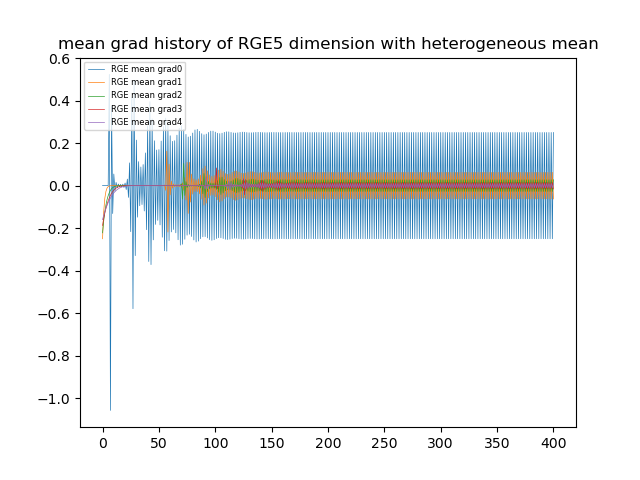 mean grad history of RGE5 dimension with heterogeneous mean
0.6
0.4
0.2
0.0
−0.2
−0.4
−0.6
−0.8
−1.0
RGE mean grad0
RGE mean grad1
RGE mean grad2
RGE mean grad3
RGE mean grad4
0 50 100 150 200 250 300 350 400